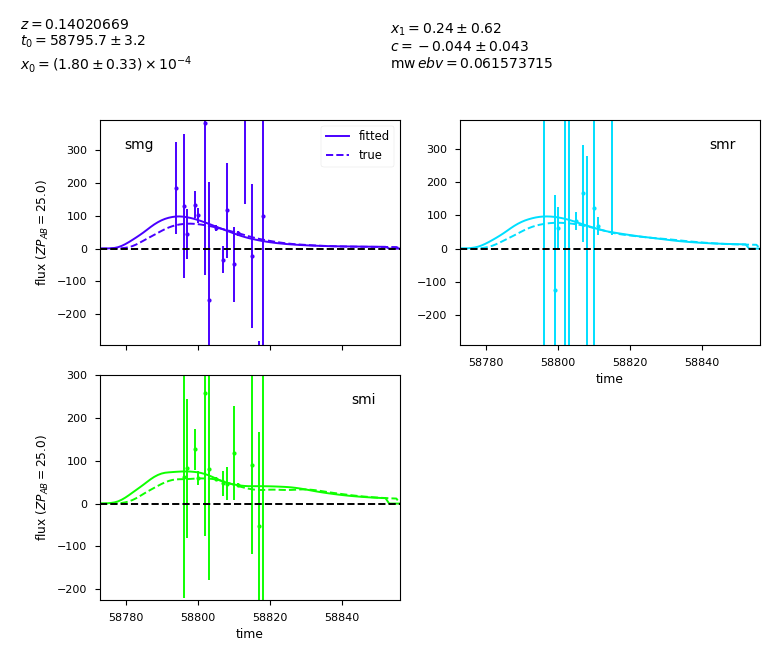 z = 0.14020669
t₀ = 58795.7 ± 3.2
x₀ = (1.80 ± 0.33) × 10⁻⁴
x₁ = 0.24 ± 0.62
c = −0.044 ± 0.043
mw ebv = 0.061573715
smg
fitted
true
300
200
100
0
−100
−200
flux (ZP_AB = 25.0)
smr
300
200
100
0
−100
−200
58780 58800 58820 58840
time
smi
300
200
100
0
−100
−200
flux (ZP_AB = 25.0)
58780 58800 58820 58840
time